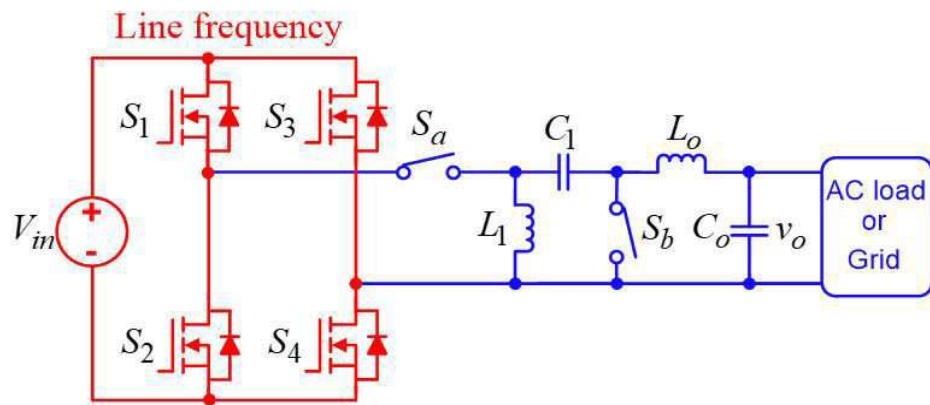 Line frequency
S1
S3
Sa
C1
Lo
Vin
+
-
L1
Sb
Co
vo
AC load
or
Grid
S2
S4